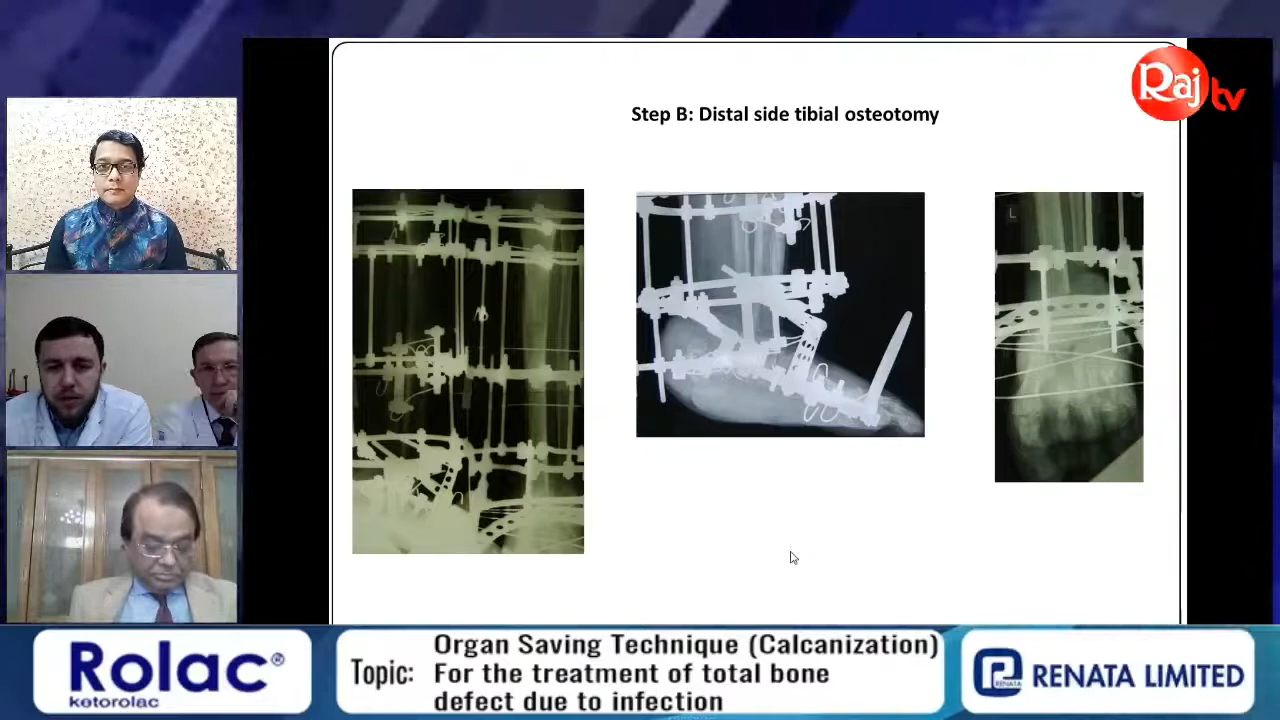 Raj tv
Step B: Distal side tibial osteotomy
L
Rolac®
ketorolac
Topic:
Organ Saving Technique (Calcanization)
For the treatment of total bone
defect due to infection
RENATA
RENATA LIMITED